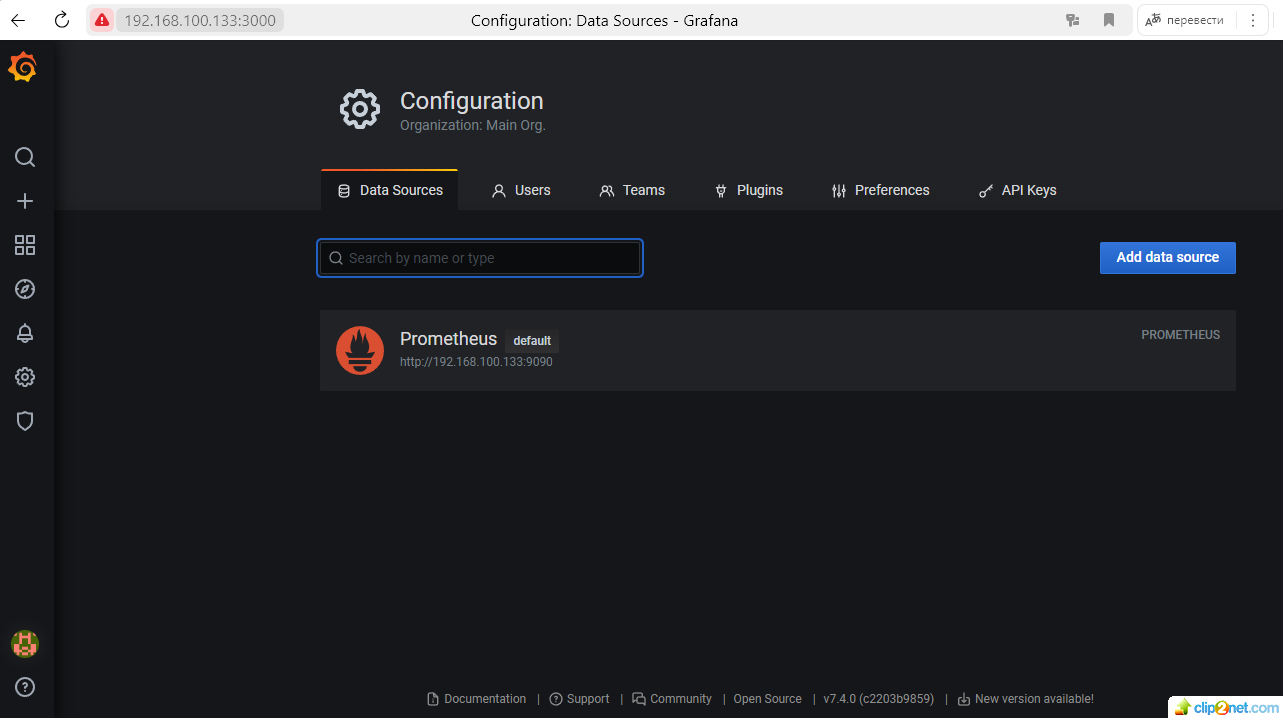 192.168.100.133:3000
Configuration: Data Sources - Grafana
перевести
Configuration
Organization: Main Org.
Data Sources
Users
Teams
Plugins
Preferences
API Keys
Search by name or type
Add data source
Prometheus default
PROMETHEUS
http://192.168.100.133:9090
Documentation | Support | Community | Open Source | v7.4.0 (c2203b9859) | New version available!
clip2net.com